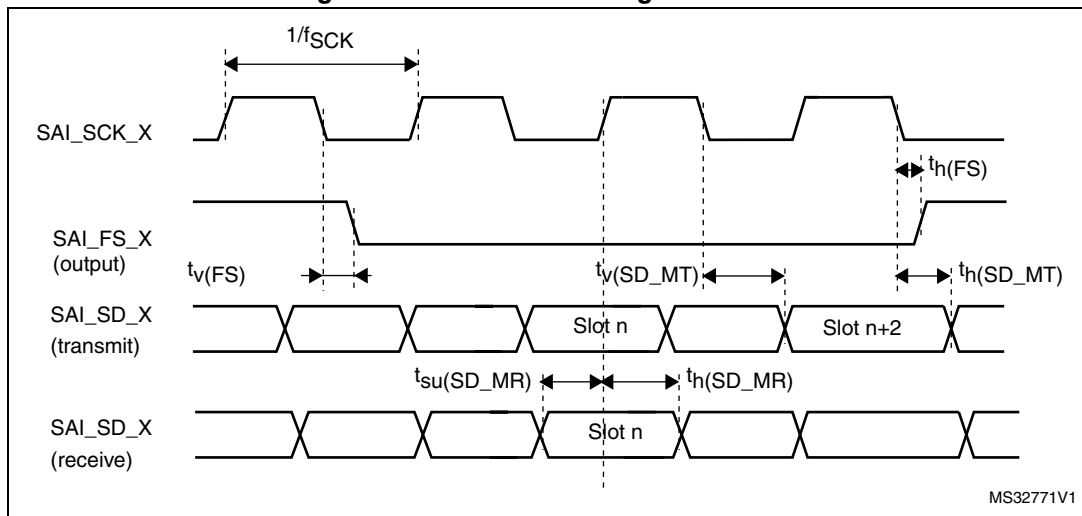 1/fSCK
SAI_SCK_X
th(FS)
SAI_FS_X
(output)
tv(FS)
tv(SD_MT)
th(SD_MT)
SAI_SD_X
(transmit)
Slot n
Slot n+2
tsu(SD_MR)
th(SD_MR)
SAI_SD_X
(receive)
Slot n
MS32771V1